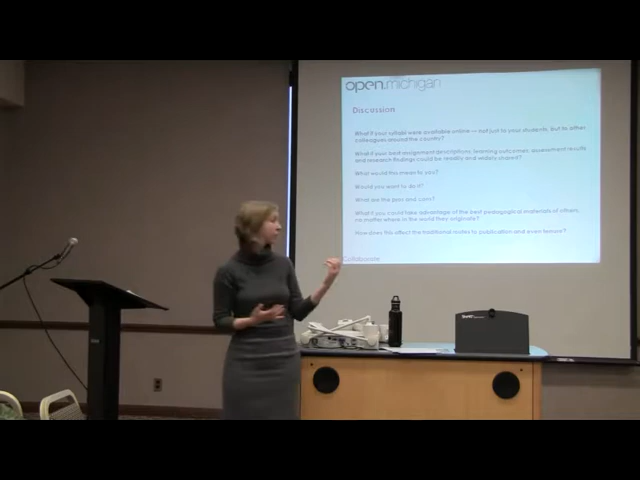 open.michigan
Discussion
What if your syllabi were available online — not just to your students, but to other
colleagues around the country?
What if your best assignment descriptions, learning outcomes, assessment results
and research findings could be readily and widely shared?
What would this mean to you?
Would you want to do it?
What are the pros and cons?
What if you could take advantage of the best pedagogical materials of others,
no matter where in the world they originate?
How does this affect the traditional routes to publication and even tenure?
Collaborate